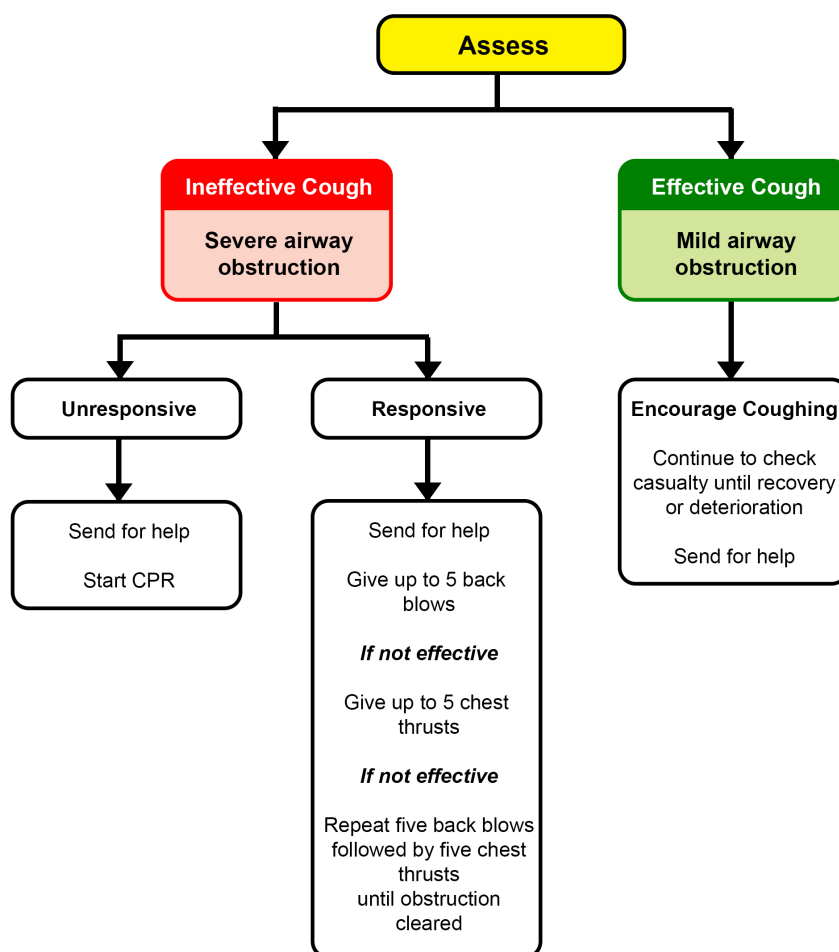 Assess
Ineffective Cough
Severe airway
obstruction
Effective Cough
Mild airway
obstruction
Unresponsive
Send for help
Start CPR
Responsive
Send for help
Give up to 5 back
blows
If not effective
Give up to 5 chest
thrusts
If not effective
Repeat five back blows
followed by five chest
thrusts
until obstruction
cleared
Encourage Coughing
Continue to check
casualty until recovery
or deterioration
Send for help